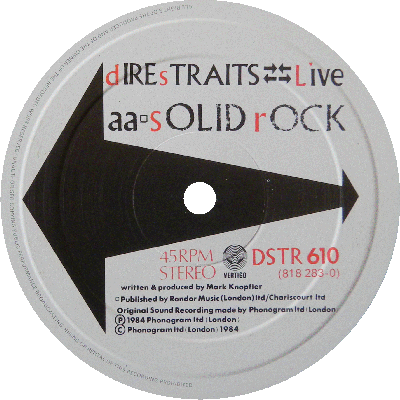 dIREsTRAITS⇄⇄Live
aa▫sOLID rOCK
45RPM
STEREO
VERTIGO
DSTR 610
(818 283-0)
written & produced by Mark Knopfler
▫Published by Rondor Music (London) ltd/Chariscourt ltd
Original Sound Recording made by Phonogram ltd (London)
Ⓟ 1984 Phonogram ltd (London)
Ⓒ Phonogram ltd (London) 1984